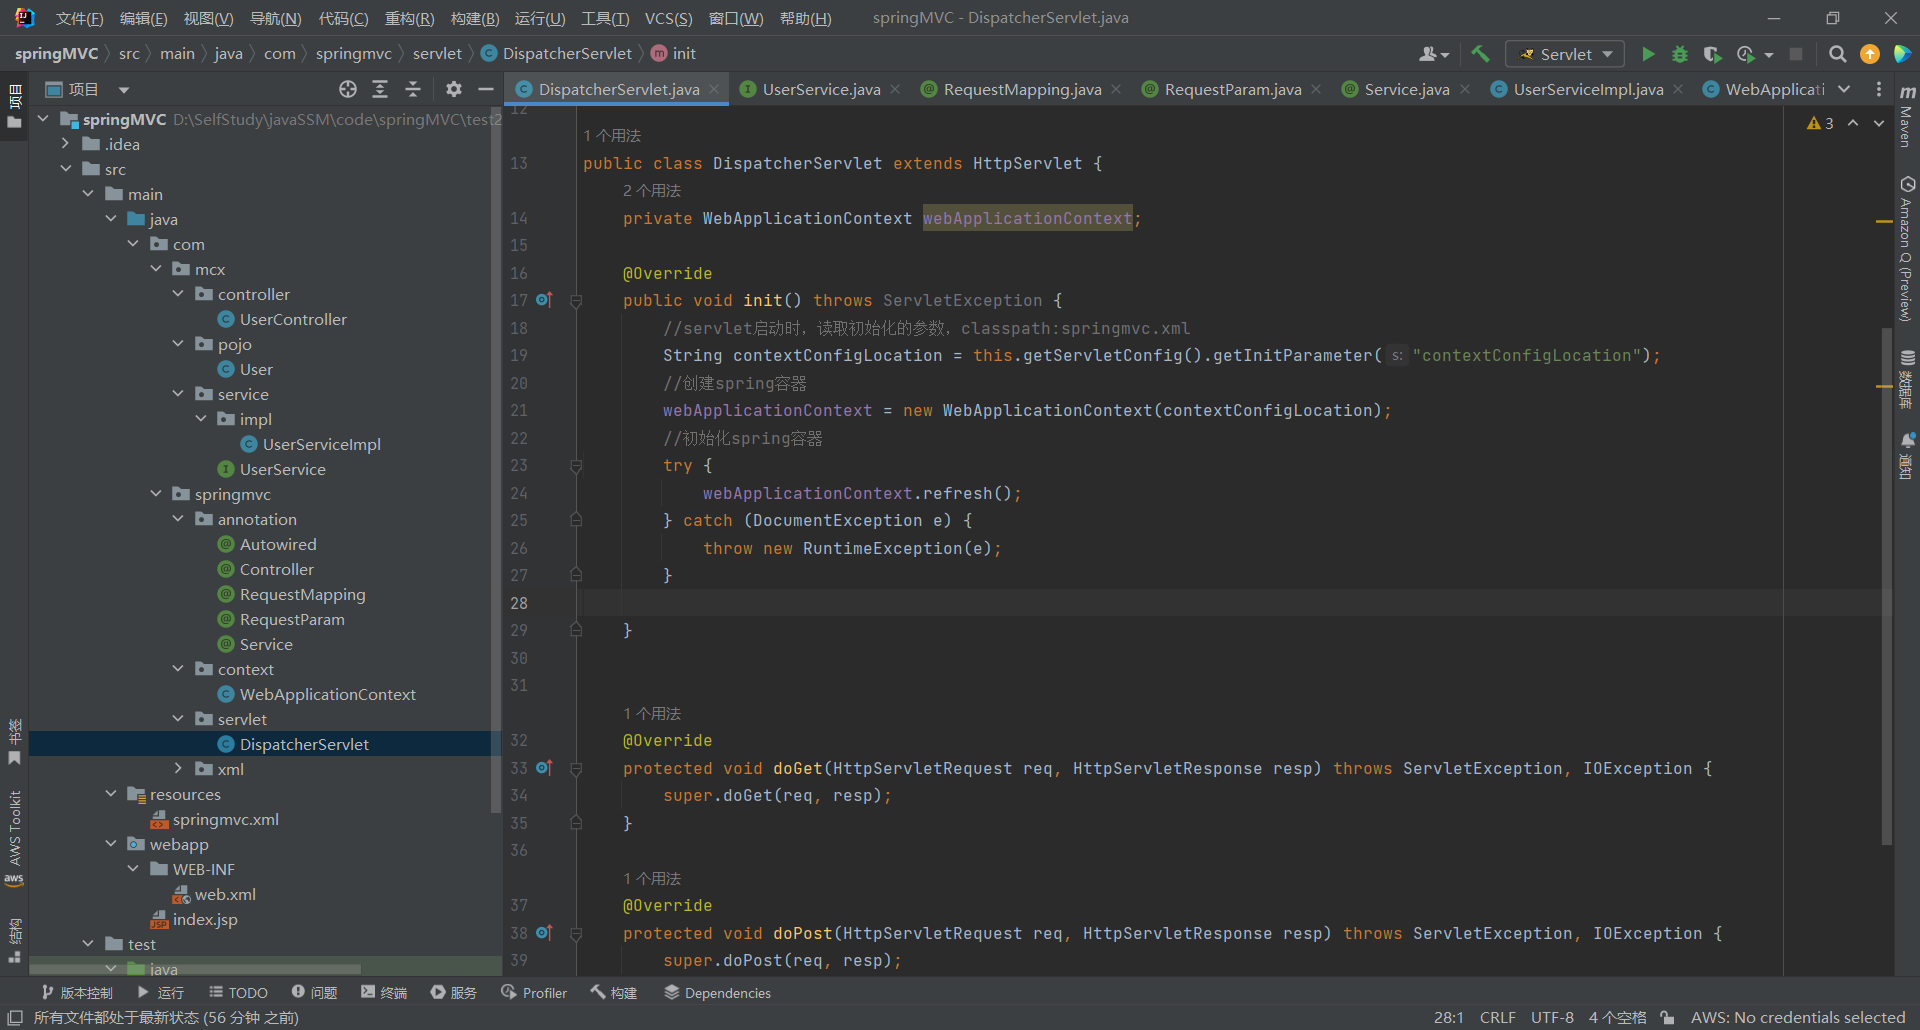 文件(F) 编辑(E) 视图(V) 导航(N) 代码(C) 重构(R) 构建(B) 运行(U) 工具(T) VCS(S) 窗口(W) 帮助(H) springMVC - DispatcherServlet.java
springMVC src main java com springmvc servlet DispatcherServlet init
Servlet
项目
DispatcherServlet.java UserService.java RequestMapping.java RequestParam.java Service.java UserServiceImpl.java WebApplicati
项目
书签
AWS Toolkit
aws
结构
springMVC D:\SelfStudy\javaSSM\code\springMVC\test2
.idea
src
main
java
com
mcx
controller
UserController
pojo
User
service
impl
UserServiceImpl
UserService
springmvc
annotation
Autowired
Controller
RequestMapping
RequestParam
Service
context
WebApplicationContext
servlet
DispatcherServlet
xml
resources
springmvc.xml
webapp
WEB-INF
web.xml
index.jsp
test
java
3
12
1 个用法
13 public class DispatcherServlet extends HttpServlet {
2 个用法
14 private WebApplicationContext webApplicationContext;
15
16 @Override
17 public void init() throws ServletException {
18 //servlet启动时，读取初始化的参数，classpath:springmvc.xml
19 String contextConfigLocation = this.getServletConfig().getInitParameter( s: "contextConfigLocation");
20 //创建spring容器
21 webApplicationContext = new WebApplicationContext(contextConfigLocation);
22 //初始化spring容器
23 try {
24 webApplicationContext.refresh();
25 } catch (DocumentException e) {
26 throw new RuntimeException(e);
27 }
28
29 }
30
31
1 个用法
32 @Override
33 protected void doGet(HttpServletRequest req, HttpServletResponse resp) throws ServletException, IOException {
34 super.doGet(req, resp);
35 }
36
1 个用法
37 @Override
38 protected void doPost(HttpServletRequest req, HttpServletResponse resp) throws ServletException, IOException {
39 super.doPost(req, resp);
m Maven
Amazon Q (Preview)
数据库
通知
版本控制 运行 TODO 问题 终端 服务 Profiler 构建 Dependencies
所有文件都处于最新状态 (56 分钟 之前) 28:1 CRLF UTF-8 4 个空格 AWS: No credentials selected